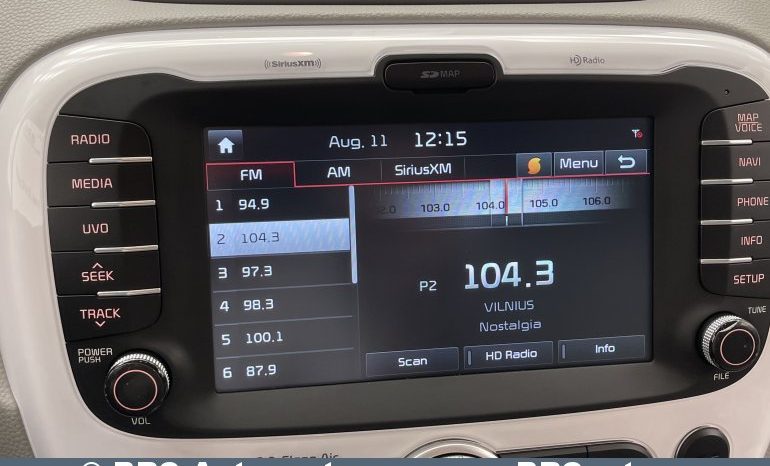 ((SiriusXM))
SD MAP
HD Radio
RADIO
MEDIA
UVO
SEEK
TRACK
POWER
PUSH
VOL
Aug. 11 12:15
FM AM SiriusXM Menu
1 94.9
2 104.3
3 97.3
4 98.3
5 100.1
6 87.9
103.0 104.0 105.0 106.0
P2 104.3
VILNIUS
Nostalgia
Scan HD Radio Info
MAP
VOICE
NAVI
PHONE
INFO
SETUP
TUNE
FILE